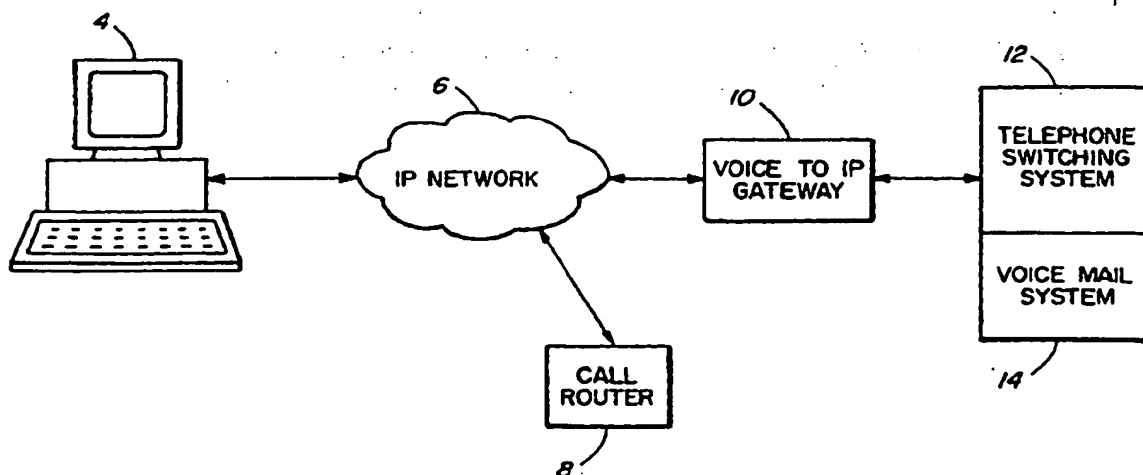 4
6
IP NETWORK
10
VOICE TO IP
GATEWAY
12
TELEPHONE
SWITCHING
SYSTEM
VOICE MAIL
SYSTEM
14
CALL
ROUTER
8